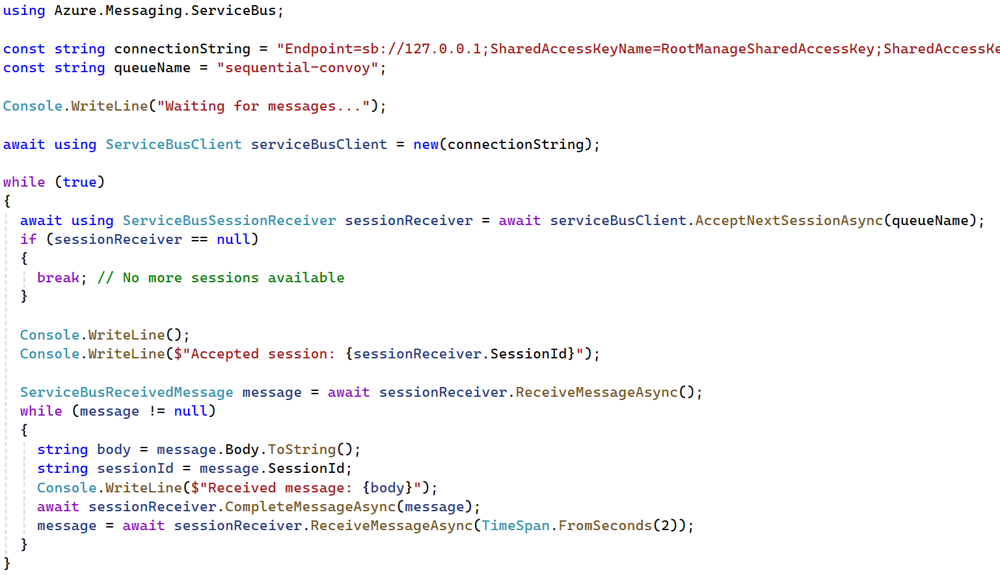 using Azure.Messaging.ServiceBus;
const string connectionString = "Endpoint=sb://127.0.0.1;SharedAccessKeyName=RootManageSharedAccessKey;SharedAccessKe
const string queueName = "sequential-convoy";
Console.WriteLine("Waiting for messages...");
await using ServiceBusClient serviceBusClient = new(connectionString);
while (true)
{
await using ServiceBusSessionReceiver sessionReceiver = await serviceBusClient.AcceptNextSessionAsync(queueName);
if (sessionReceiver == null)
{
break; // No more sessions available
}
Console.WriteLine();
Console.WriteLine($"Accepted session: {sessionReceiver.SessionId}");
ServiceBusReceivedMessage message = await sessionReceiver.ReceiveMessageAsync();
while (message != null)
{
string body = message.Body.ToString();
string sessionId = message.SessionId;
Console.WriteLine($"Received message: {body}");
await sessionReceiver.CompleteMessageAsync(message);
message = await sessionReceiver.ReceiveMessageAsync(TimeSpan.FromSeconds(2));
}
}